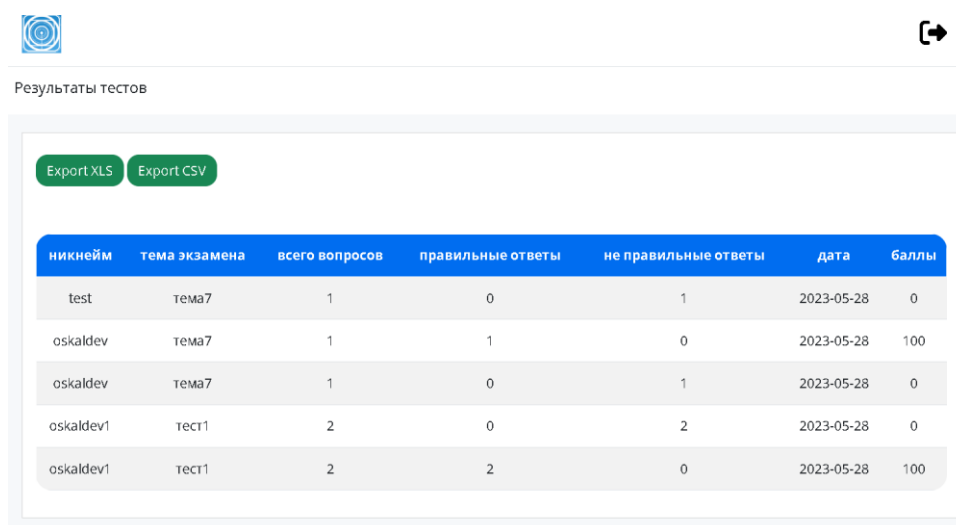 Результаты тестов
Export XLS Export CSV
никнейм тема экзамена всего вопросов правильные ответы не правильные ответы дата баллы
test тема7 1 0 1 2023-05-28 0
oskaldev тема7 1 1 0 2023-05-28 100
oskaldev тема7 1 0 1 2023-05-28 0
oskaldev1 тест1 2 0 2 2023-05-28 0
oskaldev1 тест1 2 2 0 2023-05-28 100